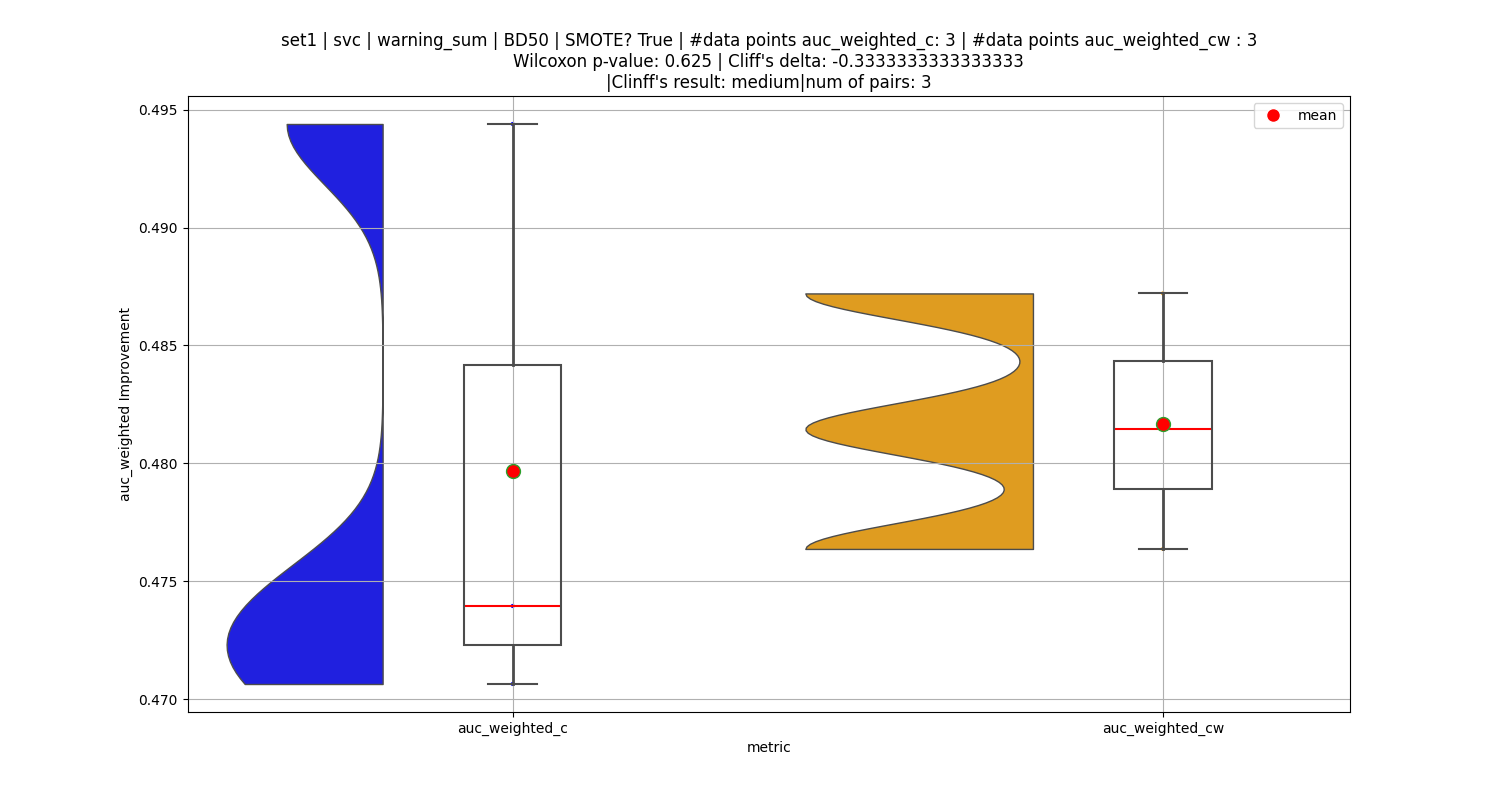 set1 | svc | warning_sum | BD50 | SMOTE? True | #data points auc_weighted_c: 3 | #data points auc_weighted_cw : 3
Wilcoxon p-value: 0.625 | Cliff's delta: -0.3333333333333333
|Clinff's result: medium|num of pairs: 3
mean
0.495
0.490
0.485
0.480
0.475
0.470
auc_weighted Improvement
auc_weighted_c
auc_weighted_cw
metric